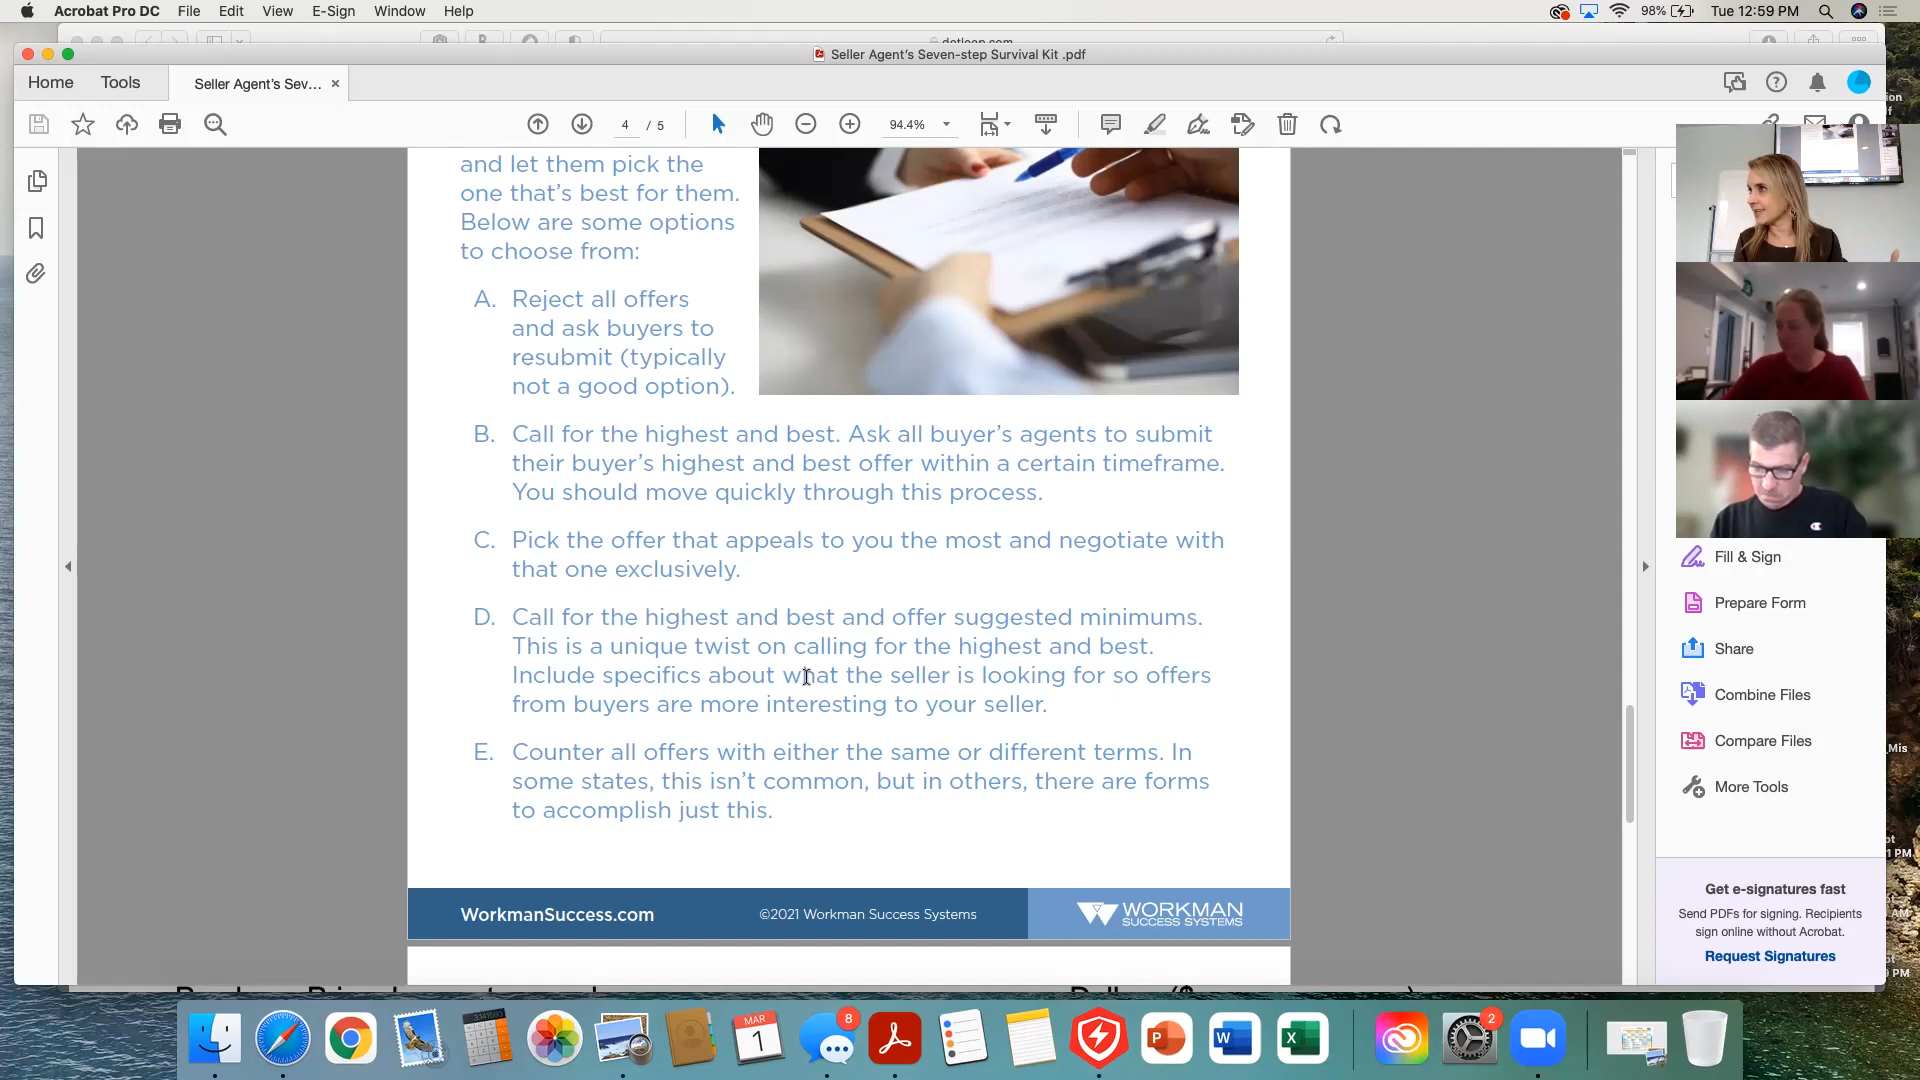 Acrobat Pro DC File Edit View E-Sign Window Help
98% Tue 12:59 PM
dotloop.com
Seller Agent's Seven-step Survival Kit .pdf
Home Tools Seller Agent's Sev... ×
4 / 5 94.4%
and let them pick the
one that's best for them.
Below are some options
to choose from:
A. Reject all offers
and ask buyers to
resubmit (typically
not a good option).
B. Call for the highest and best. Ask all buyer's agents to submit
their buyer's highest and best offer within a certain timeframe.
You should move quickly through this process.
C. Pick the offer that appeals to you the most and negotiate with
that one exclusively.
D. Call for the highest and best and offer suggested minimums.
This is a unique twist on calling for the highest and best.
Include specifics about what the seller is looking for so offers
from buyers are more interesting to your seller.
E. Counter all offers with either the same or different terms. In
some states, this isn't common, but in others, there are forms
to accomplish just this.
WorkmanSuccess.com ©2021 Workman Success Systems WORKMAN
SUCCESS SYSTEMS
Fill & Sign
Prepare Form
Share
Combine Files
Compare Files
More Tools
Get e-signatures fast
Send PDFs for signing. Recipients
sign online without Acrobat.
Request Signatures
MAR
1
8
2